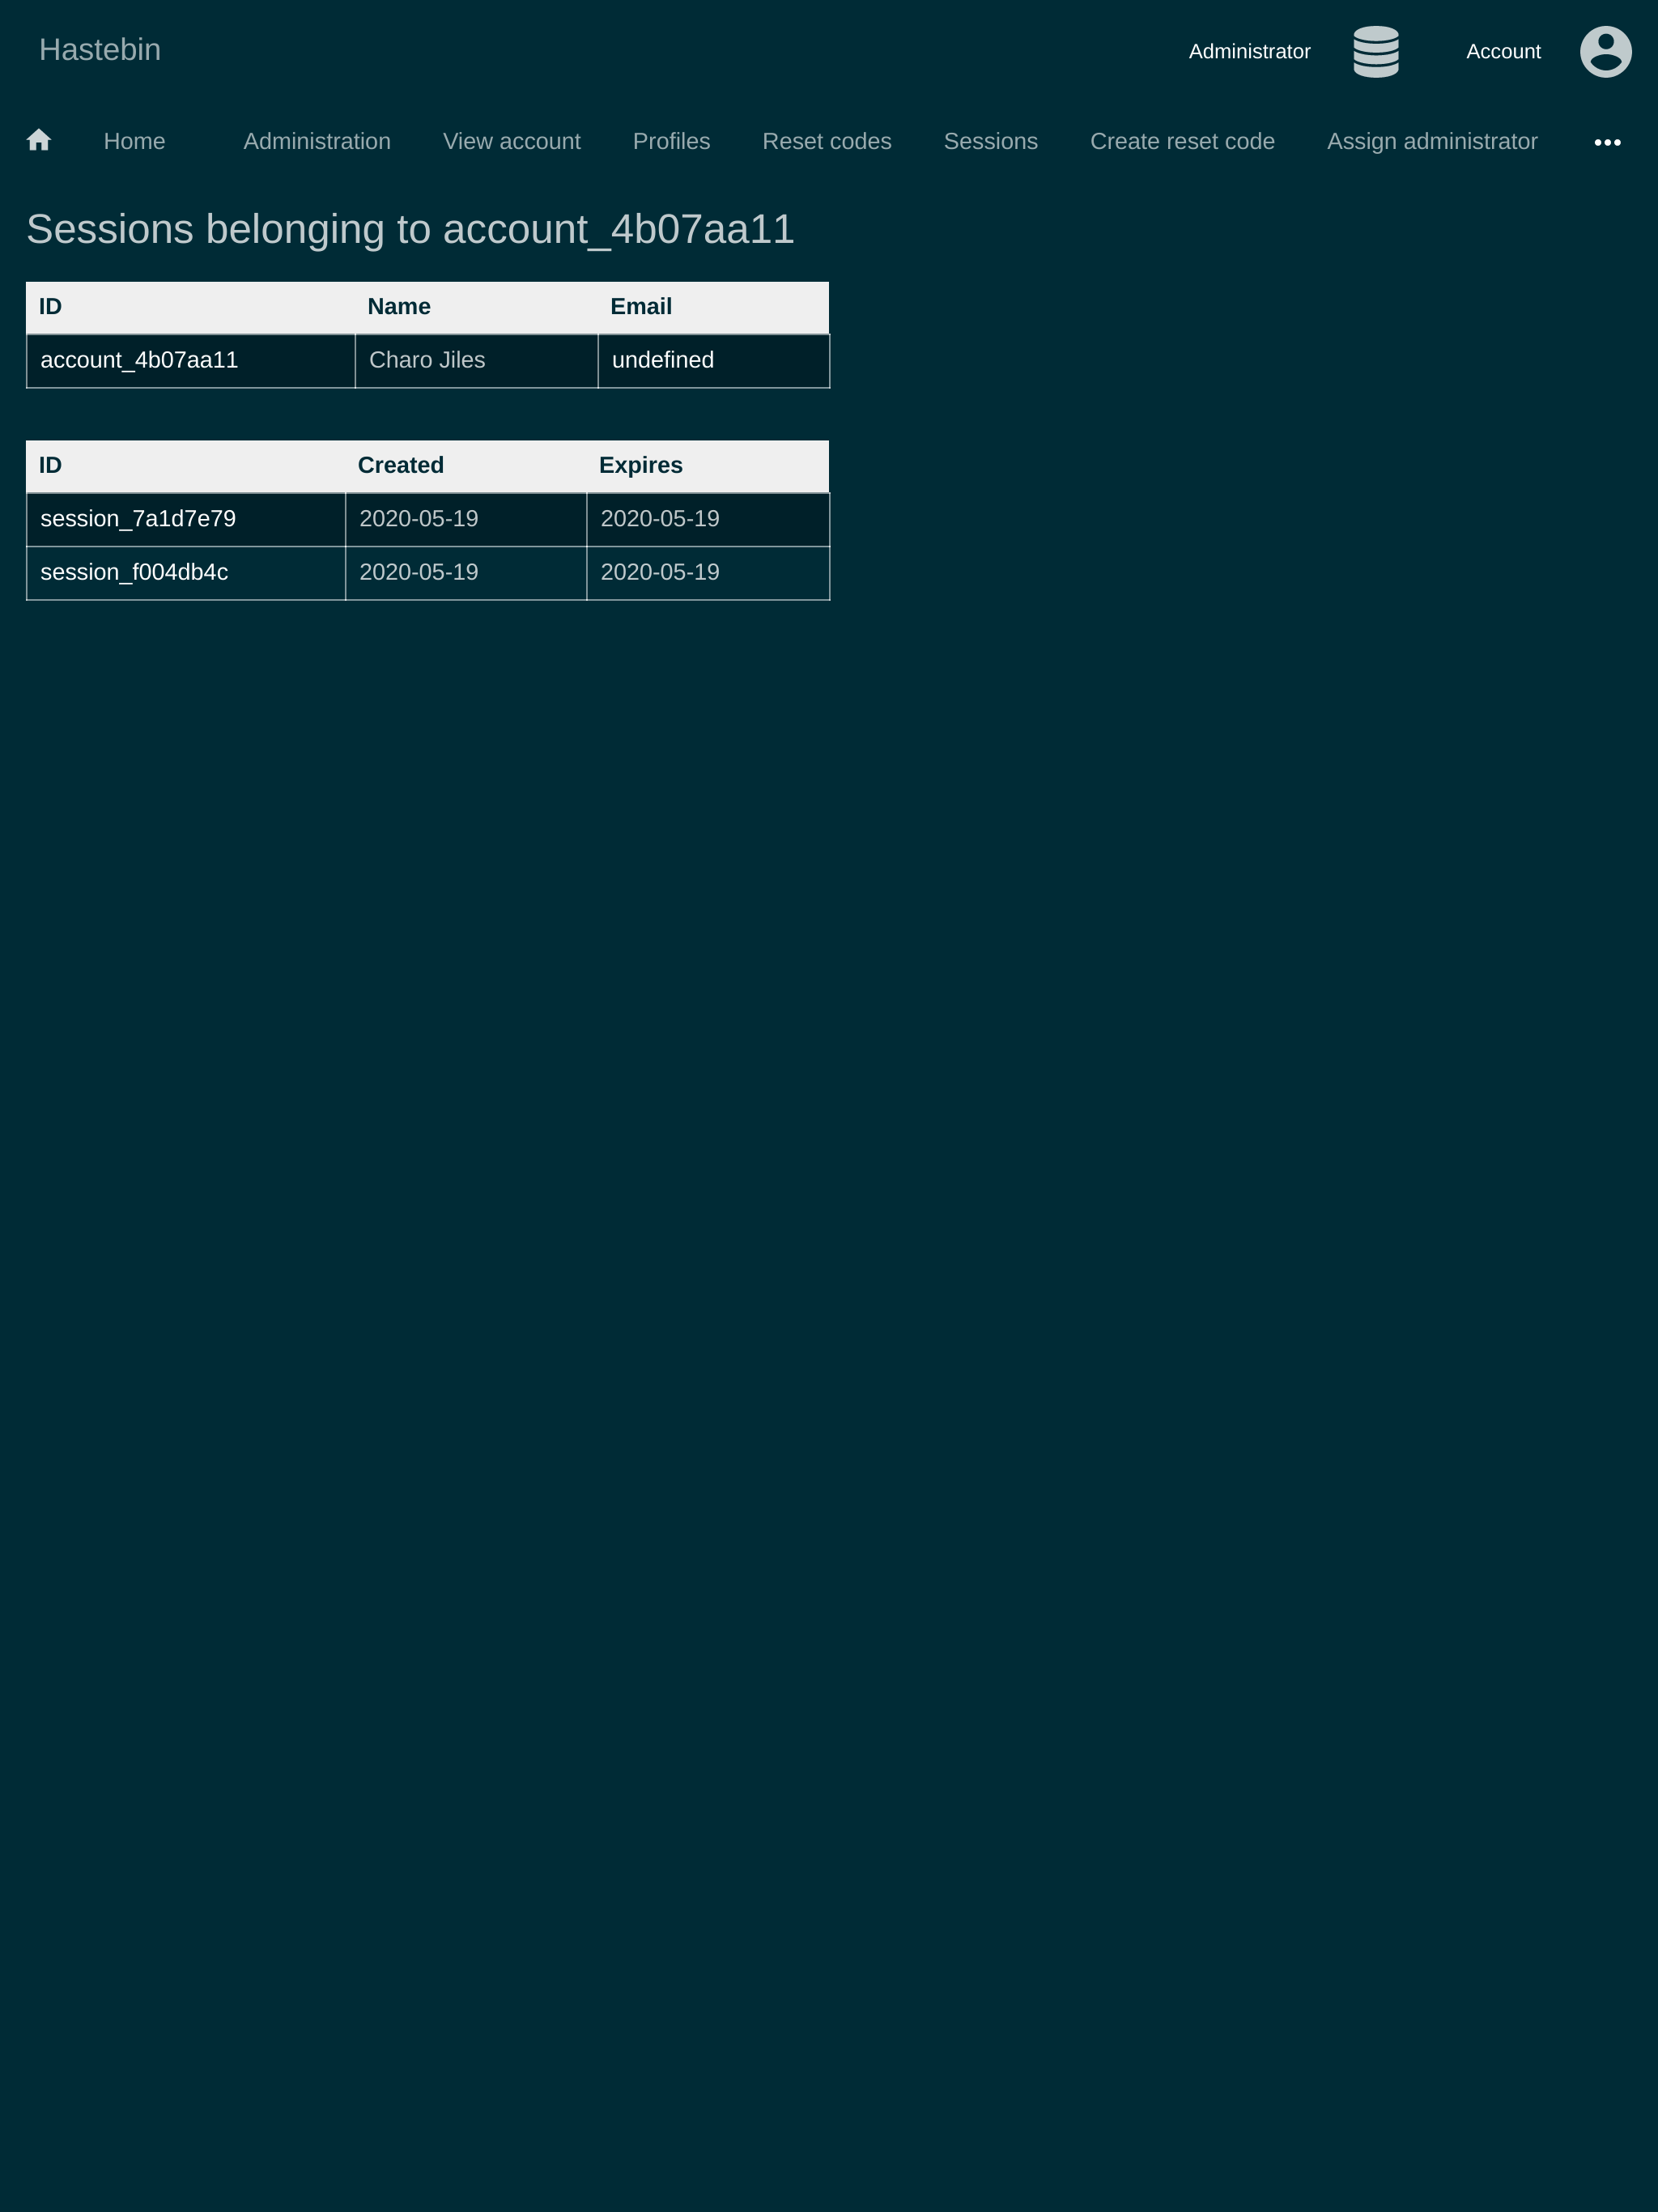 Hastebin
Administrator
Account
Home
Administration
View account
Profiles
Reset codes
Sessions
Create reset code
Assign administrator
Sessions belonging to account_4b07aa11
ID Name Email
account_4b07aa11 Charo Jiles undefined
ID Created Expires
session_7a1d7e79 2020-05-19 2020-05-19
session_f004db4c 2020-05-19 2020-05-19